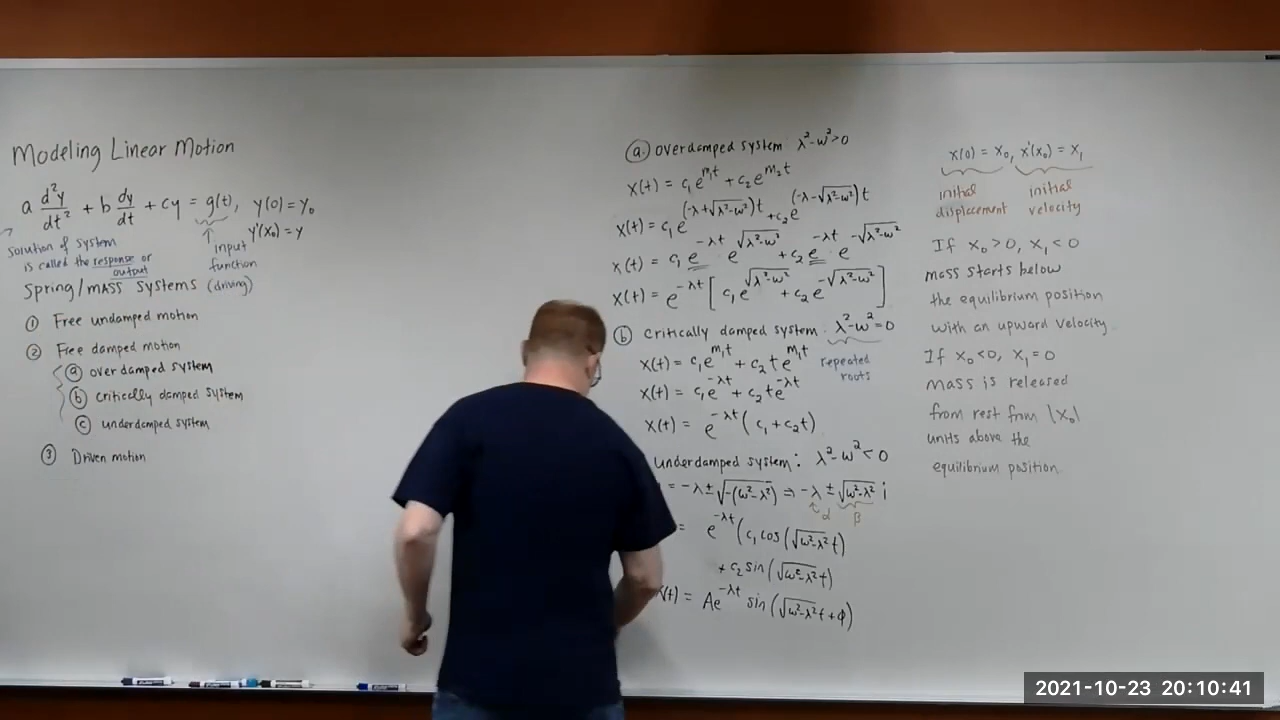 Modeling Linear Motion
a d²y/dt² + b dy/dt + cy = g(t), y(0) = y₀
y'(x₀) = y
solution of system
is called the response or
output
input
function
(driving)
Spring/mass systems
① Free undamped motion
② Free damped motion
ⓐ over damped system
ⓑ critically damped system
ⓒ underdamped system
③ Driven motion
ⓐ overdamped system λ²-ω²>0
x(t) = c₁e^{m₁t} + c₂e^{m₂t}
x(t) = c₁e^{(-λ+√(λ²-ω²))t} + c₂e^{(-λ-√(λ²-ω²))t}
x(t) = c₁e^{-λt} e^{√(λ²-ω²)} + c₂e^{-λt} e^{-√(λ²-ω²)}
x(t) = e^{-λt} [c₁e^{√(λ²-ω²)} + c₂e^{-√(λ²-ω²)}]
ⓑ critically damped system λ²-ω²=0
x(t) = c₁e^{m₁t} + c₂te^{m₁t}
repeated
roots
x(t) = c₁e^{-λt} + c₂te^{-λt}
x(t) = e^{-λt}(c₁+c₂t)
underdamped system: λ²-ω²<0
= -λ±√(-(ω²-λ²)) ⇒ -λ±√(ω²-λ²) i
α β
= e^{-λt}(c₁cos(√(ω²-λ²)t)
+ c₂sin(√(ω²-λ²)t)
x(t) = Ae^{-λt} sin(√(ω²-λ²)t+φ)
x(0) = x₀, x'(x₀) = x₁
initial displacement
initial velocity
If x₀>0, x₁<0
mass starts below
the equilibrium position
with an upward velocity.
If x₀<0, x₁=0
mass is released
from rest from |x₀|
units above the
equilibrium position.
2021-10-23 20:10:41